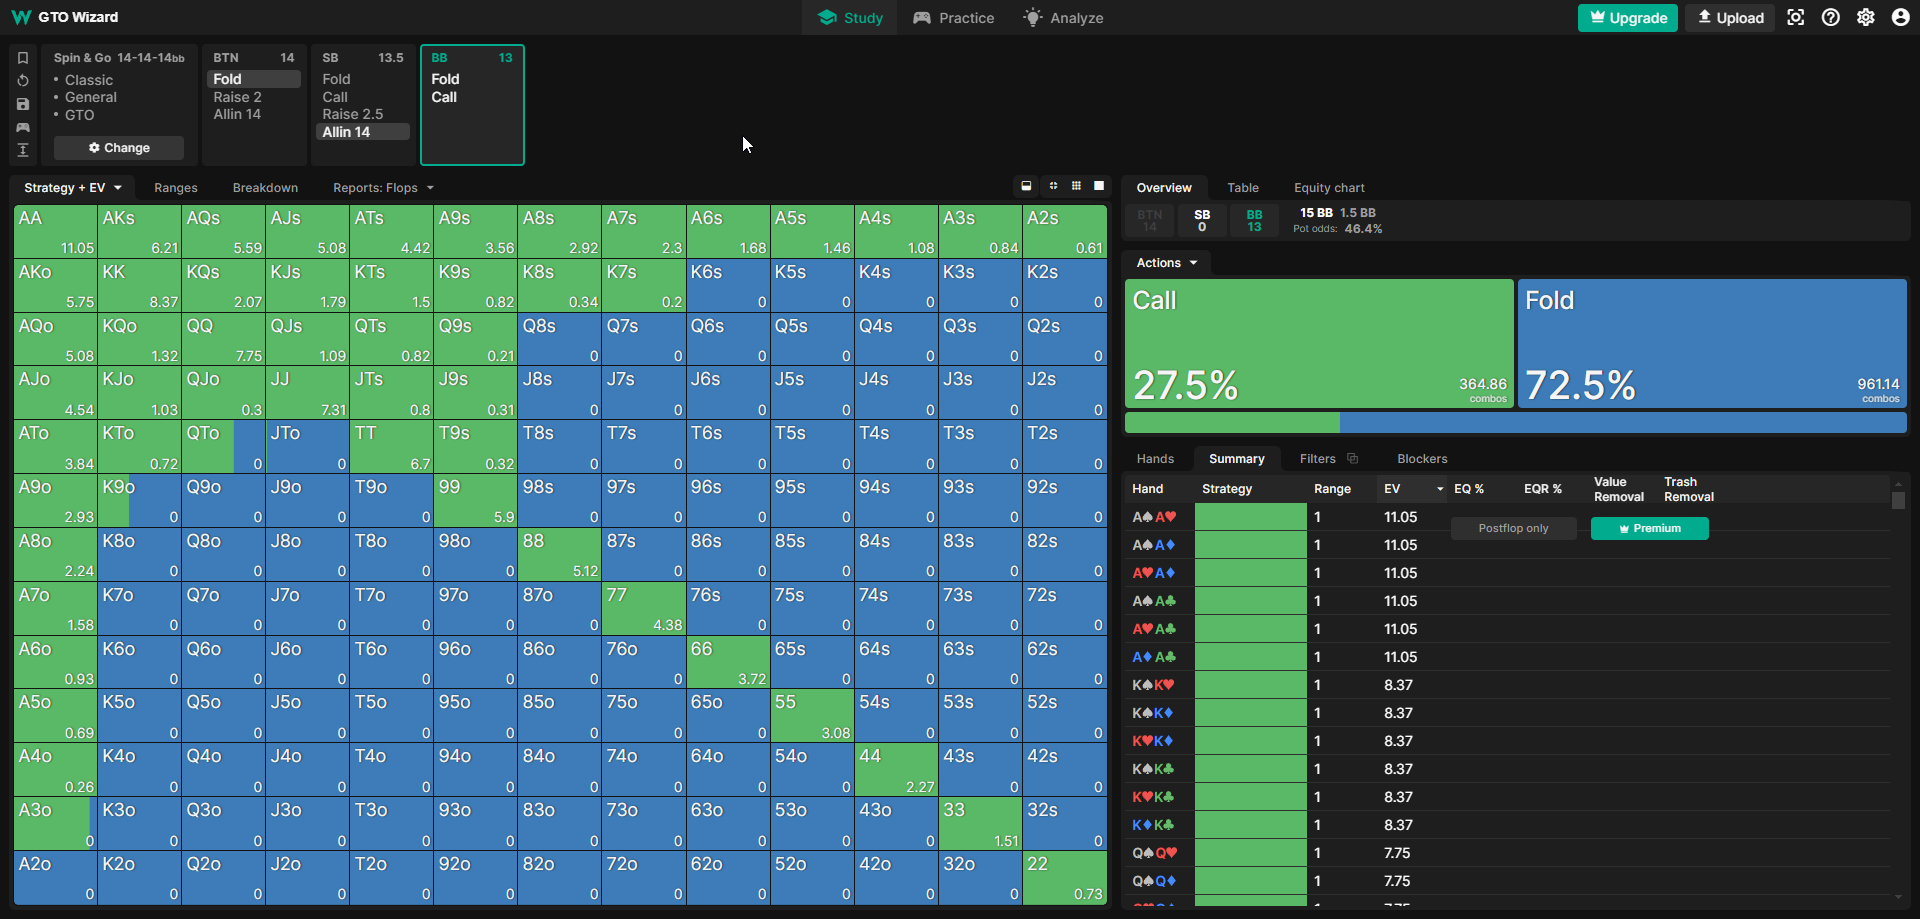 GTO Wizard
Study
Practice
Analyze
Upgrade
Upload
Spin & Go 14-14-14bb
• Classic
• General
• GTO
Change
BTN 14
Fold
Raise 2
Allin 14
SB 13.5
Fold
Call
Raise 2.5
Allin 14
BB 13
Fold
Call
Strategy + EV Ranges Breakdown Reports: Flops
AA AKs AQs AJs ATs A9s A8s A7s A6s A5s A4s A3s A2s
11.05 6.21 5.59 5.08 4.42 3.56 2.92 2.3 1.68 1.46 1.08 0.84 0.61
AKo KK KQs KJs KTs K9s K8s K7s K6s K5s K4s K3s K2s
5.75 8.37 2.07 1.79 1.5 0.82 0.34 0.2 0 0 0 0 0
AQo KQo QQ QJs QTs Q9s Q8s Q7s Q6s Q5s Q4s Q3s Q2s
5.08 1.32 7.75 1.09 0.82 0.21 0 0 0 0 0 0 0
AJo KJo QJo JJ JTs J9s J8s J7s J6s J5s J4s J3s J2s
4.54 1.03 0.3 7.31 0.8 0.31 0 0 0 0 0 0 0
ATo KTo QTo JTo TT T9s T8s T7s T6s T5s T4s T3s T2s
3.84 0.72 0 0 6.7 0.32 0 0 0 0 0 0 0
A9o K9o Q9o J9o T9o 99 98s 97s 96s 95s 94s 93s 92s
2.93 0 0 0 0 5.9 0 0 0 0 0 0 0
A8o K8o Q8o J8o T8o 98o 88 87s 86s 85s 84s 83s 82s
2.24 0 0 0 0 0 5.12 0 0 0 0 0 0
A7o K7o Q7o J7o T7o 97o 87o 77 76s 75s 74s 73s 72s
1.58 0 0 0 0 0 0 4.38 0 0 0 0 0
A6o K6o Q6o J6o T6o 96o 86o 76o 66 65s 64s 63s 62s
0.93 0 0 0 0 0 0 0 3.72 0 0 0 0
A5o K5o Q5o J5o T5o 95o 85o 75o 65o 55 54s 53s 52s
0.69 0 0 0 0 0 0 0 0 3.08 0 0 0
A4o K4o Q4o J4o T4o 94o 84o 74o 64o 54o 44 43s 42s
0.26 0 0 0 0 0 0 0 0 0 2.27 0 0
A3o K3o Q3o J3o T3o 93o 83o 73o 63o 53o 43o 33 32s
0 0 0 0 0 0 0 0 0 0 0 1.51 0
A2o K2o Q2o J2o T2o 92o 82o 72o 62o 52o 42o 32o 22
0 0 0 0 0 0 0 0 0 0 0 0 0.73
Overview Table Equity chart
BTN 14
SB 0
BB 13
15 BB 1.5 BB
Pot odds: 46.4%
Actions
Call
27.5%
364.86
combos
Fold
72.5%
961.14
combos
Hands Summary Filters Blockers
Hand Strategy Range EV EQ % EQR % Value Removal Trash Removal
A♠A♥ 1 11.05
Postflop only Premium
A♠A♦ 1 11.05
A♥A♦ 1 11.05
A♠A♣ 1 11.05
A♥A♣ 1 11.05
A♦A♣ 1 11.05
K♠K♥ 1 8.37
K♠K♦ 1 8.37
K♥K♦ 1 8.37
K♠K♣ 1 8.37
K♥K♣ 1 8.37
K♦K♣ 1 8.37
Q♠Q♥ 1 7.75
Q♠Q♦ 1 7.75